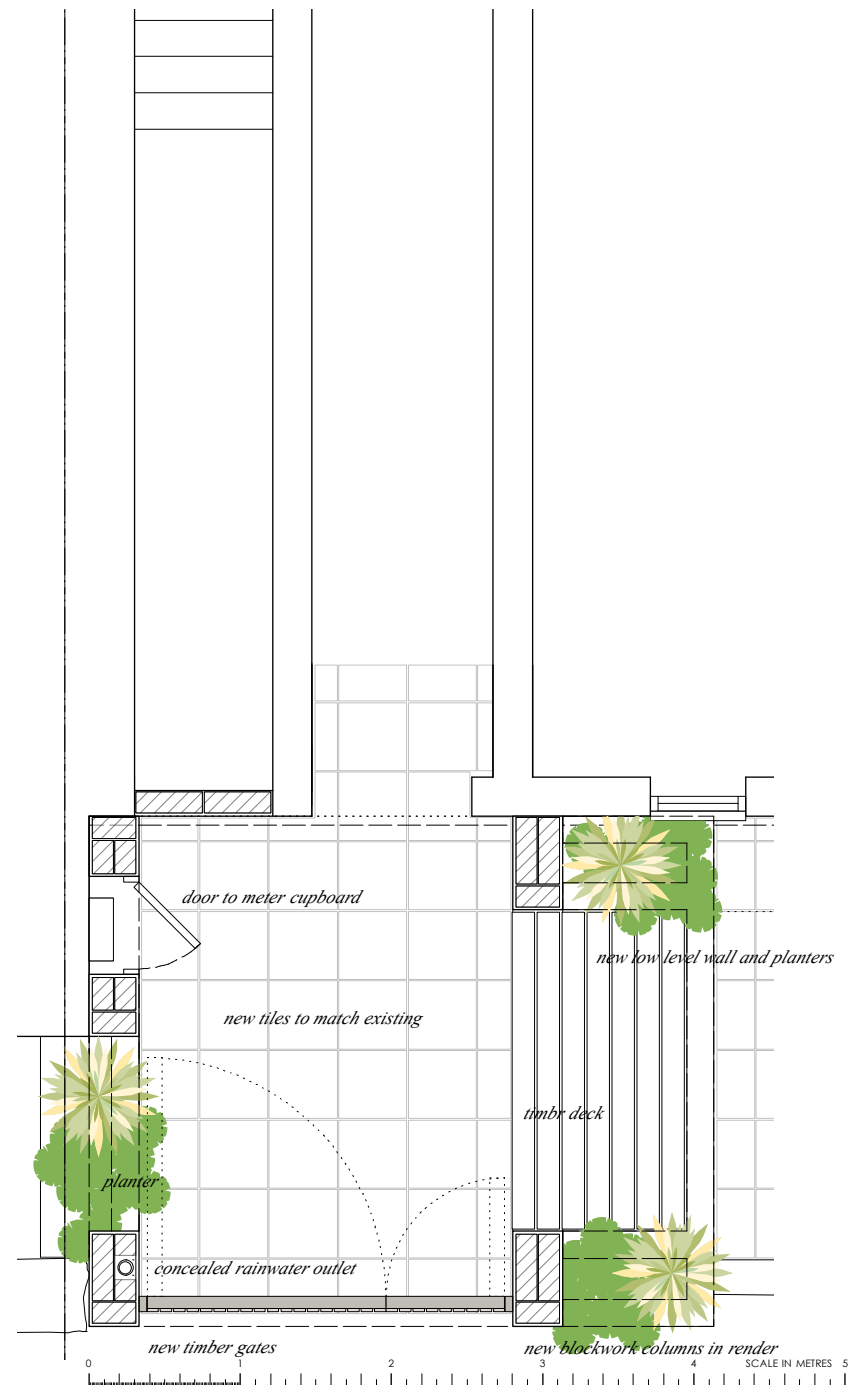 door to meter cupboard
new low level wall and planters
new tiles to match existing
timbr deck
planter
concealed rainwater outlet
new timber gates
new blockwork columns in render
0 1 2 3 4 SCALE IN METRES 5